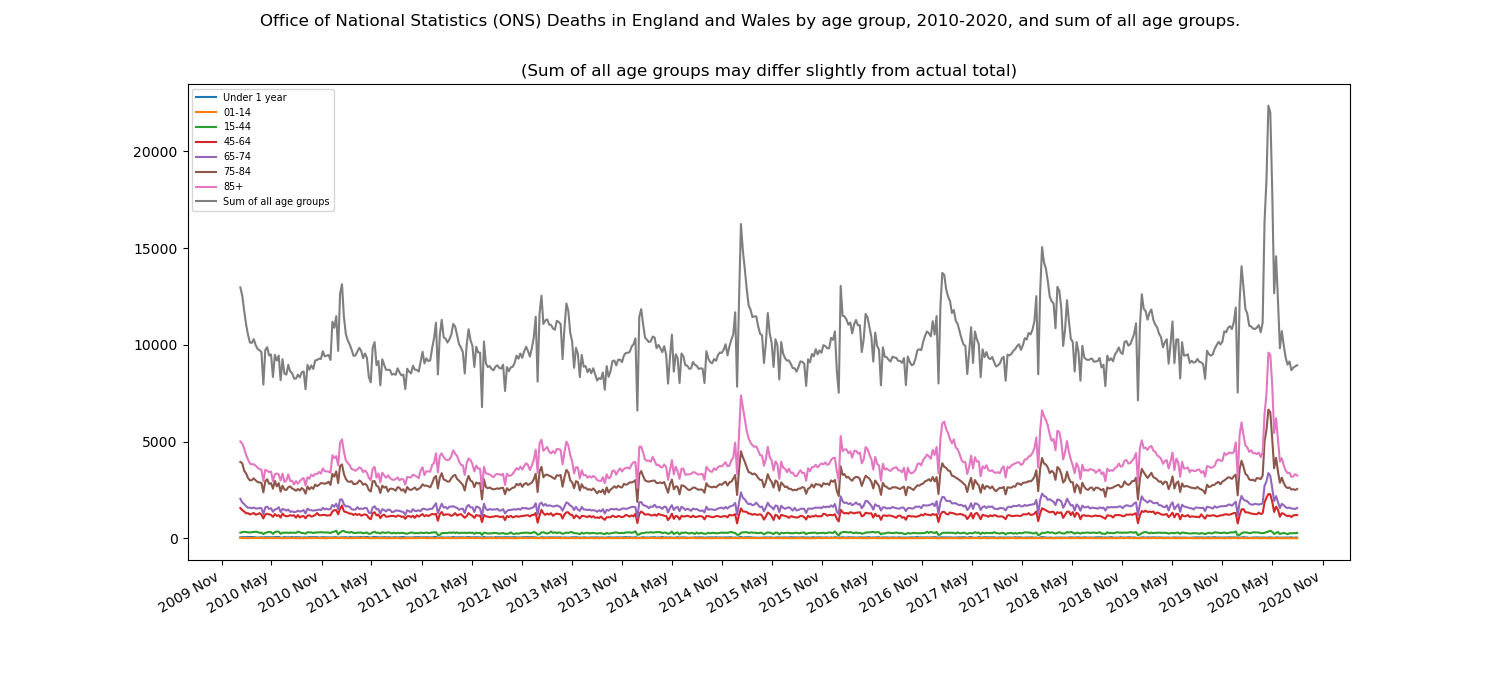 Office of National Statistics (ONS) Deaths in England and Wales by age group, 2010-2020, and sum of all age groups.
(Sum of all age groups may differ slightly from actual total)
Under 1 year
01-14
15-44
45-64
65-74
75-84
85+
Sum of all age groups
20000
15000
10000
5000
0
2009 Nov
2010 May
2010 Nov
2011 May
2011 Nov
2012 May
2012 Nov
2013 May
2013 Nov
2014 May
2014 Nov
2015 May
2015 Nov
2016 May
2016 Nov
2017 May
2017 Nov
2018 May
2018 Nov
2019 May
2019 Nov
2020 May
2020 Nov